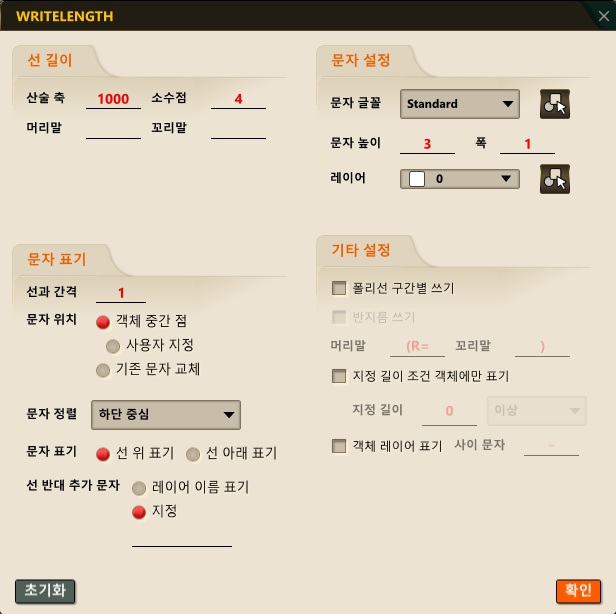 WRITELENGTH
선 길이
산술 축 1000 소수점 4
머리말 꼬리말
문자 설정
문자 글꼴 Standard
문자 높이 3 폭 1
레이어 0
문자 표기
선과 간격 1
문자 위치 객체 중간 점
사용자 지정
기존 문자 교체
문자 정렬 하단 중심
문자 표기 선 위 표기 선 아래 표기
선 반대 추가 문자 레이어 이름 표기
지정
기타 설정
폴리선 구간별 쓰기
반지름 쓰기
머리말 (R= 꼬리말 )
지정 길이 조건 객체에만 표기
지정 길이 0 이상
객체 레이어 표기 사이 문자 ~
초기화 확인